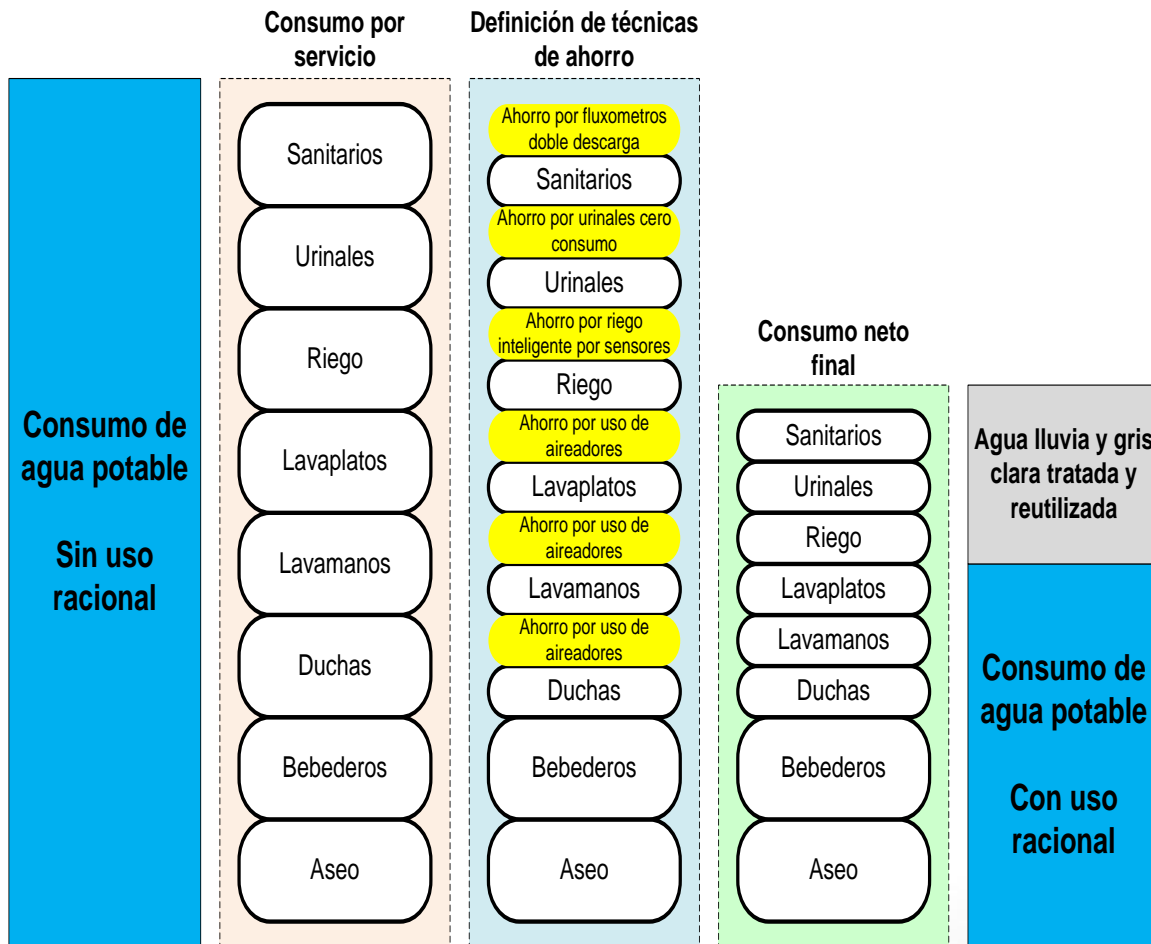 Consumo por
servicio
Definición de técnicas
de ahorro
Consumo de
agua potable
Sin uso
racional
Sanitarios
Urinales
Riego
Lavaplatos
Lavamanos
Duchas
Bebederos
Aseo
Ahorro por fluxometros
doble descarga
Sanitarios
Ahorro por urinales cero
consumo
Urinales
Ahorro por riego
inteligente por sensores
Riego
Ahorro por uso de
aireadores
Lavaplatos
Ahorro por uso de
aireadores
Lavamanos
Ahorro por uso de
aireadores
Duchas
Bebederos
Aseo
Consumo neto
final
Sanitarios
Urinales
Riego
Lavaplatos
Lavamanos
Duchas
Bebederos
Aseo
Agua lluvia y gris
clara tratada y
reutilizada
Consumo de
agua potable
Con uso
racional